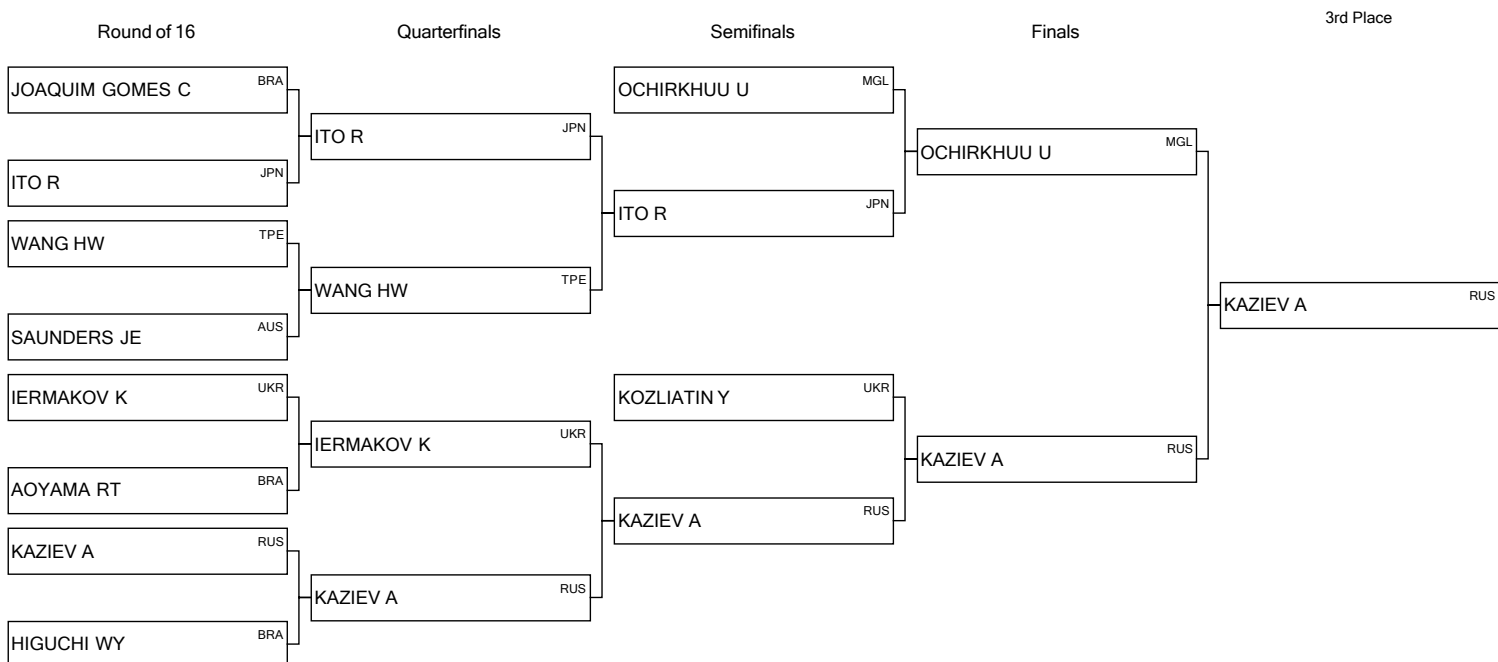 3rd Place
Round of 16 Quarterfinals Semifinals Finals
JOAQUIM GOMES C BRA
ITO R JPN
WANG HW TPE
SAUNDERS JE AUS
IERMAKOV K UKR
AOYAMA RT BRA
KAZIEV A RUS
HIGUCHI WY BRA
ITO R JPN
WANG HW TPE
IERMAKOV K UKR
KAZIEV A RUS
OCHIRKHUU U MGL
ITO R JPN
KOZLIATIN Y UKR
KAZIEV A RUS
OCHIRKHUU U MGL
KAZIEV A RUS
KAZIEV A RUS